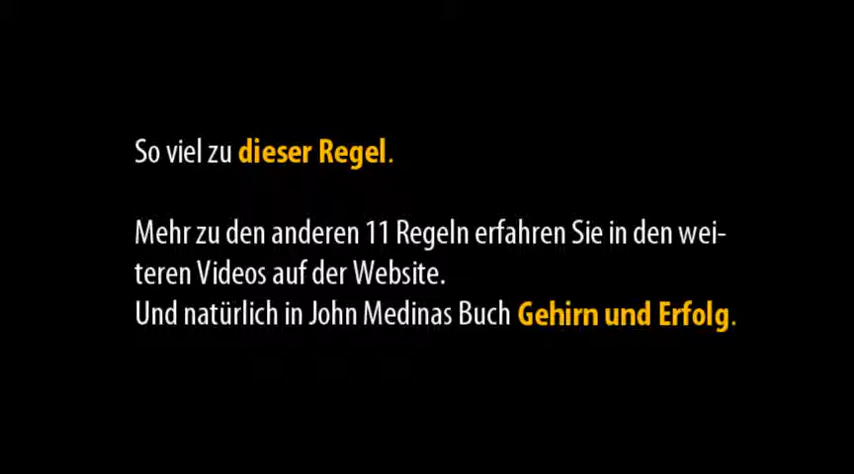 So viel zu dieser Regel.
Mehr zu den anderen 11 Regeln erfahren Sie in den wei-
teren Videos auf der Website.
Und natürlich in John Medinas Buch Gehirn und Erfolg.